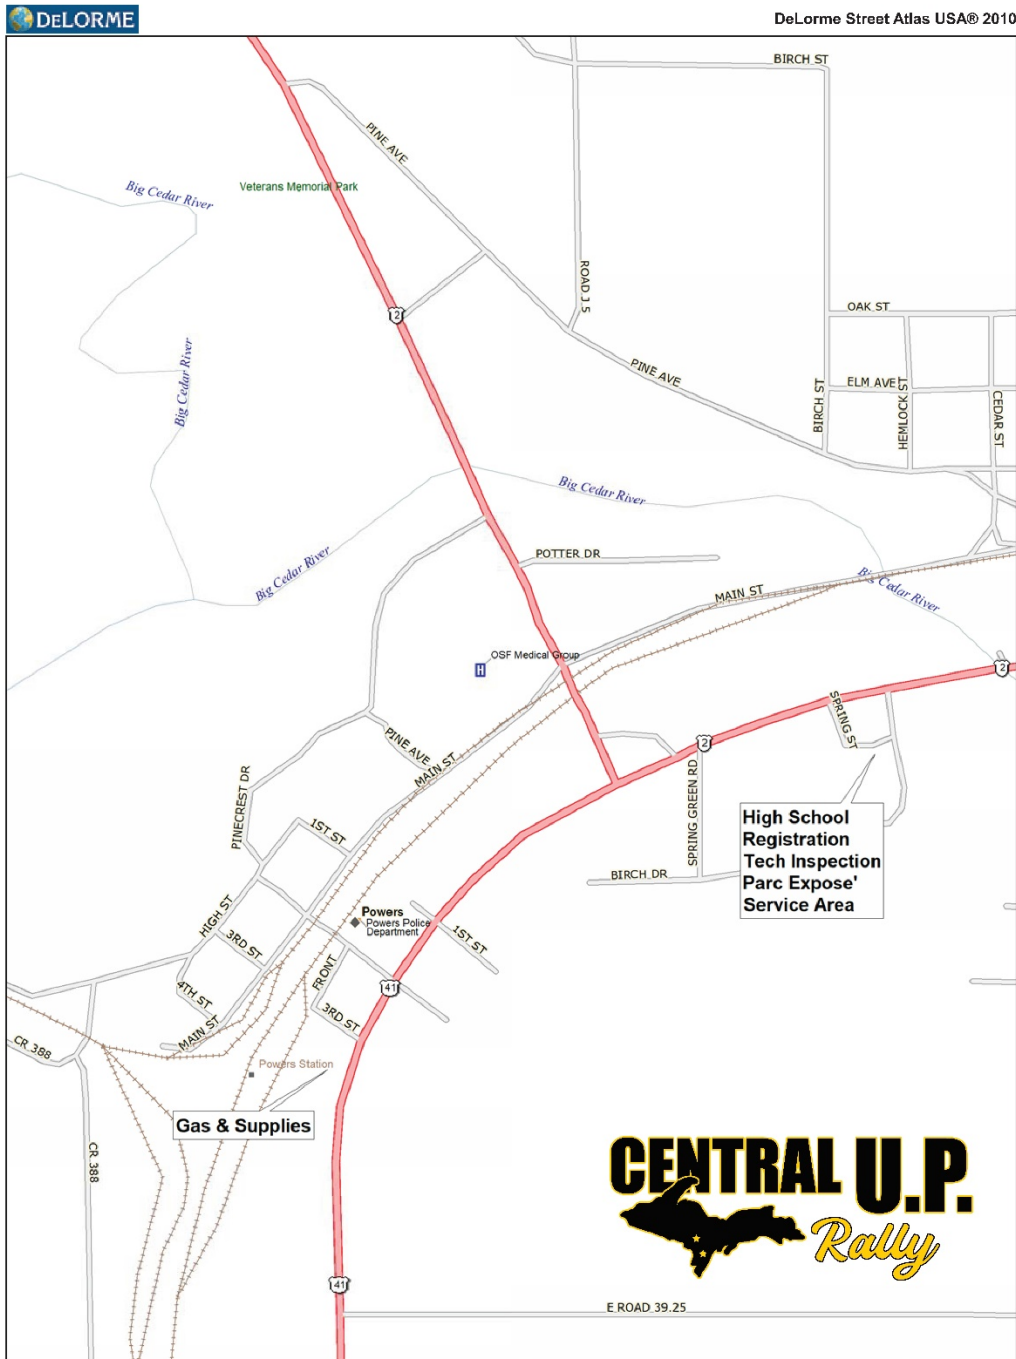 DELORME
DeLorme Street Atlas USA® 2010
BIRCH ST
PINE AVE
Veterans Memorial Park
Big Cedar River
ROAD J.5
2
OAK ST
Big Cedar River
PINE AVE
ELM AVE
BIRCH ST
HEMLOCK ST
CEDAR ST
Big Cedar River
POTTER DR
Big Cedar River
Big Cedar River
MAIN ST
OSF Medical Group
H
2
SPRING ST
PINE AVE
2
MAIN ST
PINECREST DR
SPRING GREEN RD
1ST ST
High School
Registration
Tech Inspection
Parc Expose'
Service Area
BIRCH DR
HIGH ST
Powers
Powers Police
Department
1ST ST
3RD ST
FRONT
41
4TH ST
3RD ST
MAIN ST
CR 388
Powers Station
Gas & Supplies
CR 388
CENTRAL U.P.
Rally
41
E ROAD 39.25